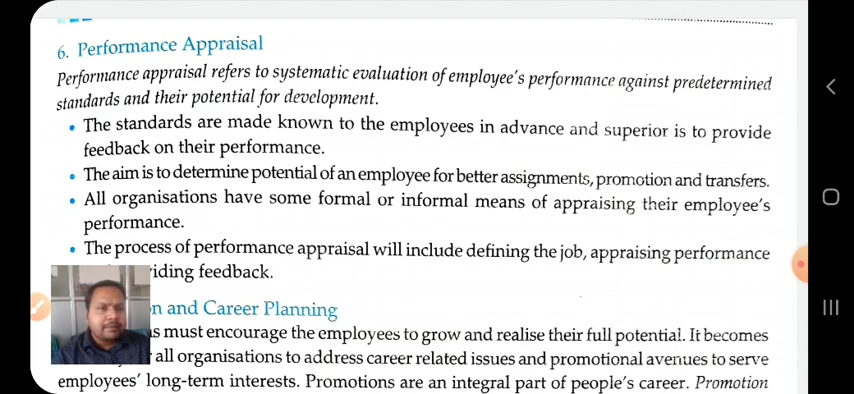 6. Performance Appraisal
Performance appraisal refers to systematic evaluation of employee's performance against predetermined
standards and their potential for development.
• The standards are made known to the employees in advance and superior is to provide
feedback on their performance.
• The aim is to determine potential of an employee for better assignments, promotion and transfers.
• All organisations have some formal or informal means of appraising their employee's
performance.
• The process of performance appraisal will include defining the job, appraising performance
feedback.
and Career Planning
must encourage the employees to grow and realise their full potential. It becomes
all organisations to address career related issues and promotional avenues to serve
employees' long-term interests. Promotions are an integral part of people's career. Promotion